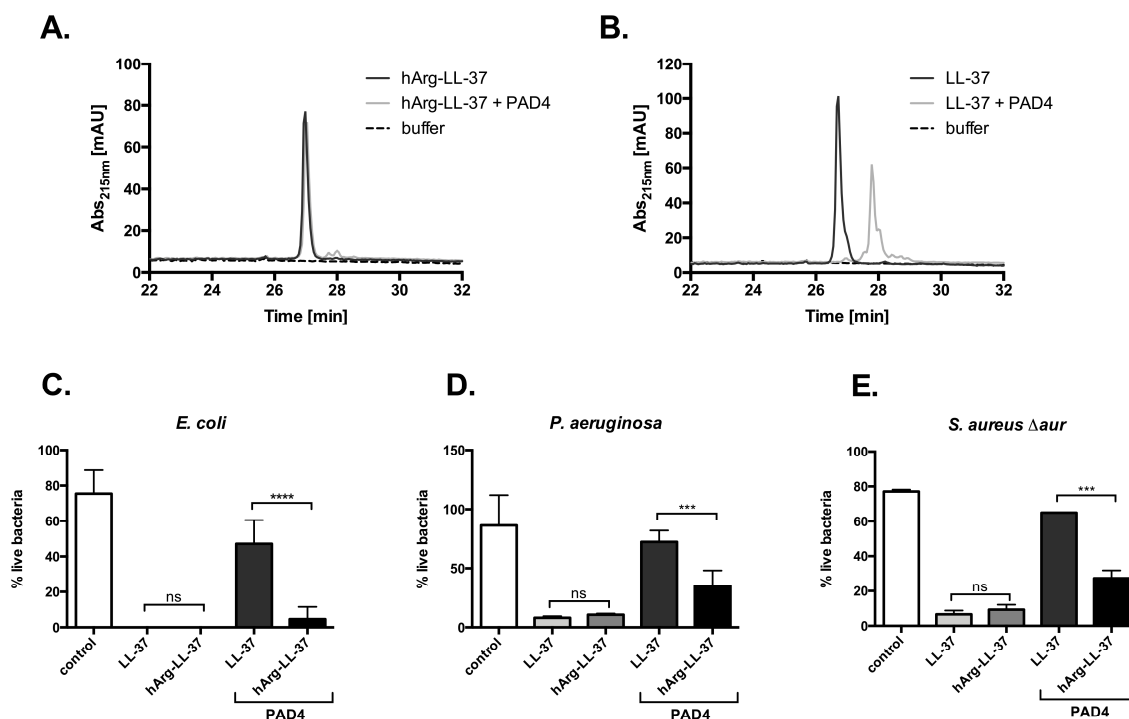 A.
100
80
60
40
20
0
Abs215nm [mAU]
22 24 26 28 30 32
Time [min]
hArg-LL-37
hArg-LL-37 + PAD4
buffer
B.
120
100
80
60
40
20
0
Abs215nm [mAU]
22 24 26 28 30 32
Time [min]
LL-37
LL-37 + PAD4
buffer
C.
E. coli
100
80
60
40
20
0
% live bacteria
ns
****
control
LL-37
hArg-LL-37
LL-37
hArg-LL-37
PAD4
D.
P. aeruginosa
150
100
50
0
% live bacteria
ns
***
control
LL-37
hArg-LL-37
LL-37
hArg-LL-37
PAD4
E.
S. aureus Δaur
100
80
60
40
20
0
% live bacteria
ns
***
control
LL-37
hArg-LL-37
LL-37
hArg-LL-37
PAD4